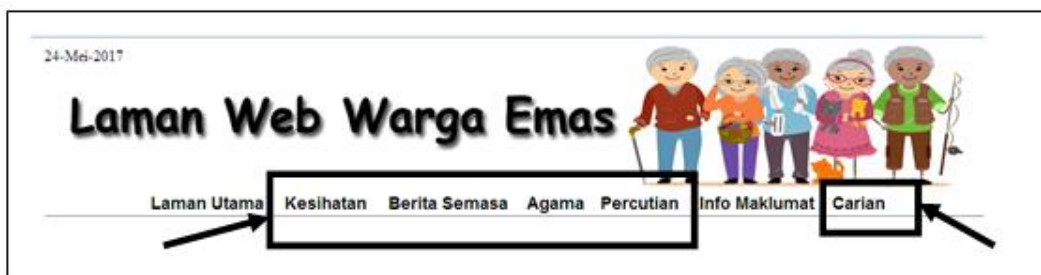 24-Mei-2017
Laman Web Warga Emas
Laman Utama Kesihatan Berita Semasa Agama Percutian Info Maklumat Carian